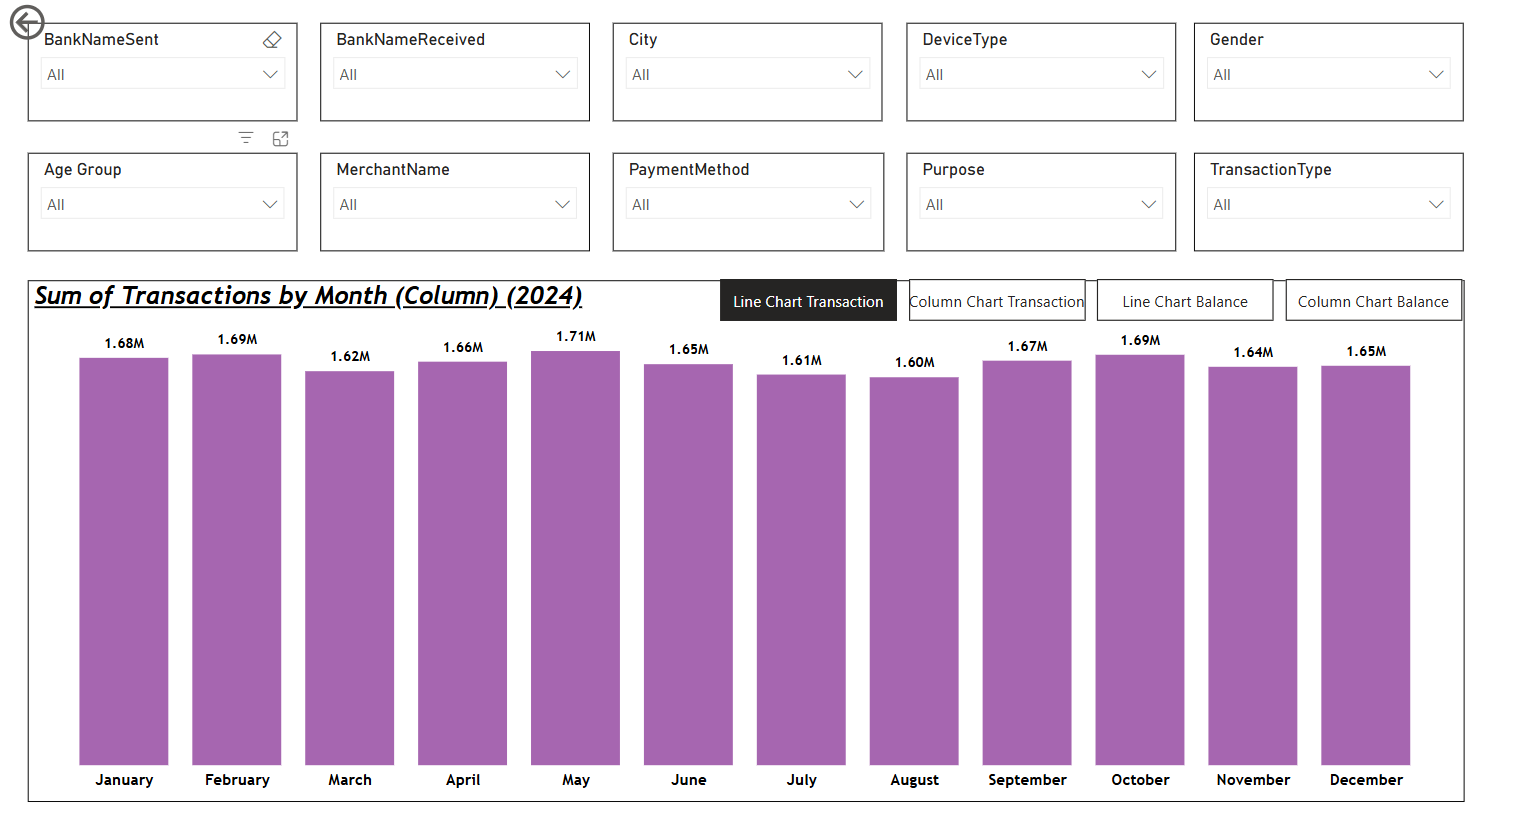 BankNameSent
BankNameReceived
City
DeviceType
Gender
All
All
All
All
All
Age Group
MerchantName
PaymentMethod
Purpose
TransactionType
All
All
All
All
All
Sum of Transactions by Month (Column) (2024)
Line Chart Transaction
Column Chart Transaction
Line Chart Balance
Column Chart Balance
1.68M
1.69M
1.62M
1.66M
1.71M
1.65M
1.61M
1.60M
1.67M
1.69M
1.64M
1.65M
January
February
March
April
May
June
July
August
September
October
November
December